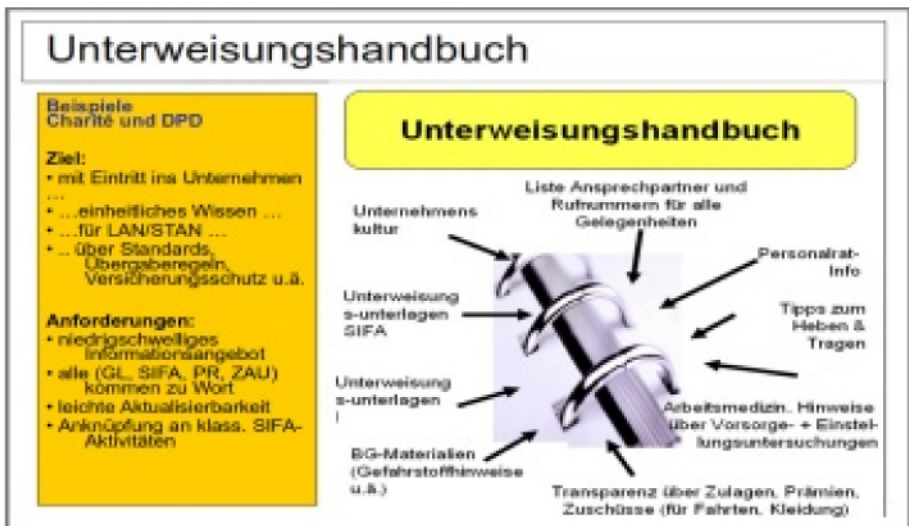 Unterweisungshandbuch
Beispiele
Charité und DPD
Ziel:
• mit Eintritt ins Unternehmen
...
• ...einheitliches Wissen ...
• ...für LAN/STAN ...
• .. über Standards,
Übergaberegeln,
Versicherungsschutz u.ä.
Anforderungen:
• niedrigschwelliges
Informationsangebot
• alle (GL, SIFA, PR, ZAU)
kommen zu Wort
• leichte Aktualisierbarkeit
• Anknüpfung an klass. SIFA-
Aktivitäten
Unterweisungshandbuch
Liste Ansprechpartner und
Rufnummern für alle
Gelegenheiten
Unternehmens
kultur
Personalrat-
Info
Unterweisung
s-unterlagen
SIFA
Tipps zum
Heben &
Tragen
Unterweisung
s-unterlagen
Arbeitsmedizin. Hinweise
über Vorsorge- + Einstel-
lungsuntersuchungen
BG-Materialien
(Gefahrstoffhinweise
u.ä.)
Transparenz über Zulagen, Prämien,
Zuschüsse (für Fahrten, Kleidung)